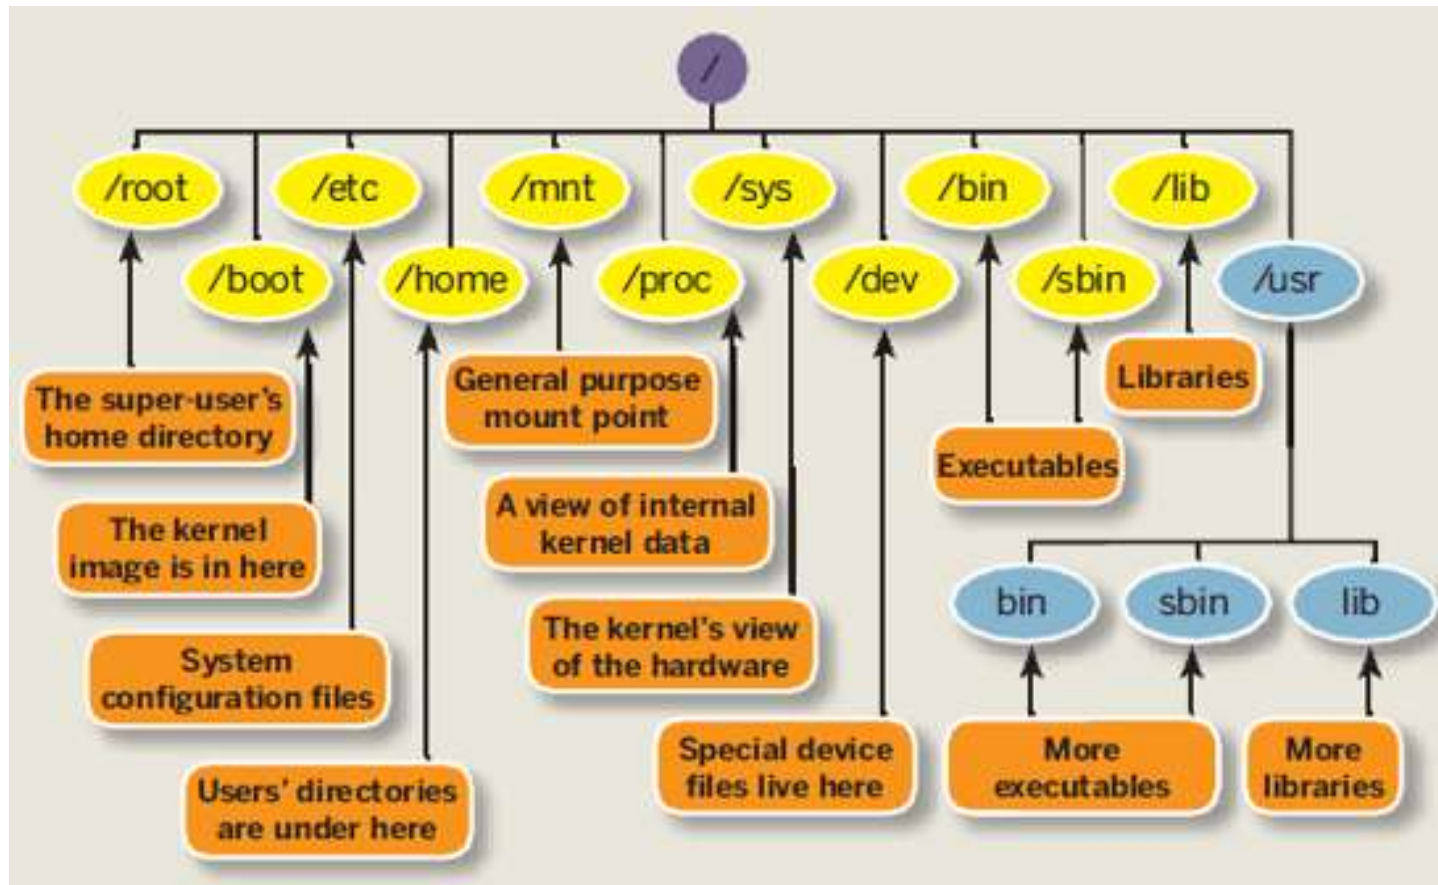 /
/root
/etc
/mnt
/sys
/bin
/lib
/boot
/home
/proc
/dev
/sbin
/usr
The super-user's
home directory
General purpose
mount point
Libraries
Executables
The kernel
image is in here
A view of internal
kernel data
System
configuration files
The kernel's view
of the hardware
bin
sbin
lib
Users' directories
are under here
Special device
files live here
More
executables
More
libraries